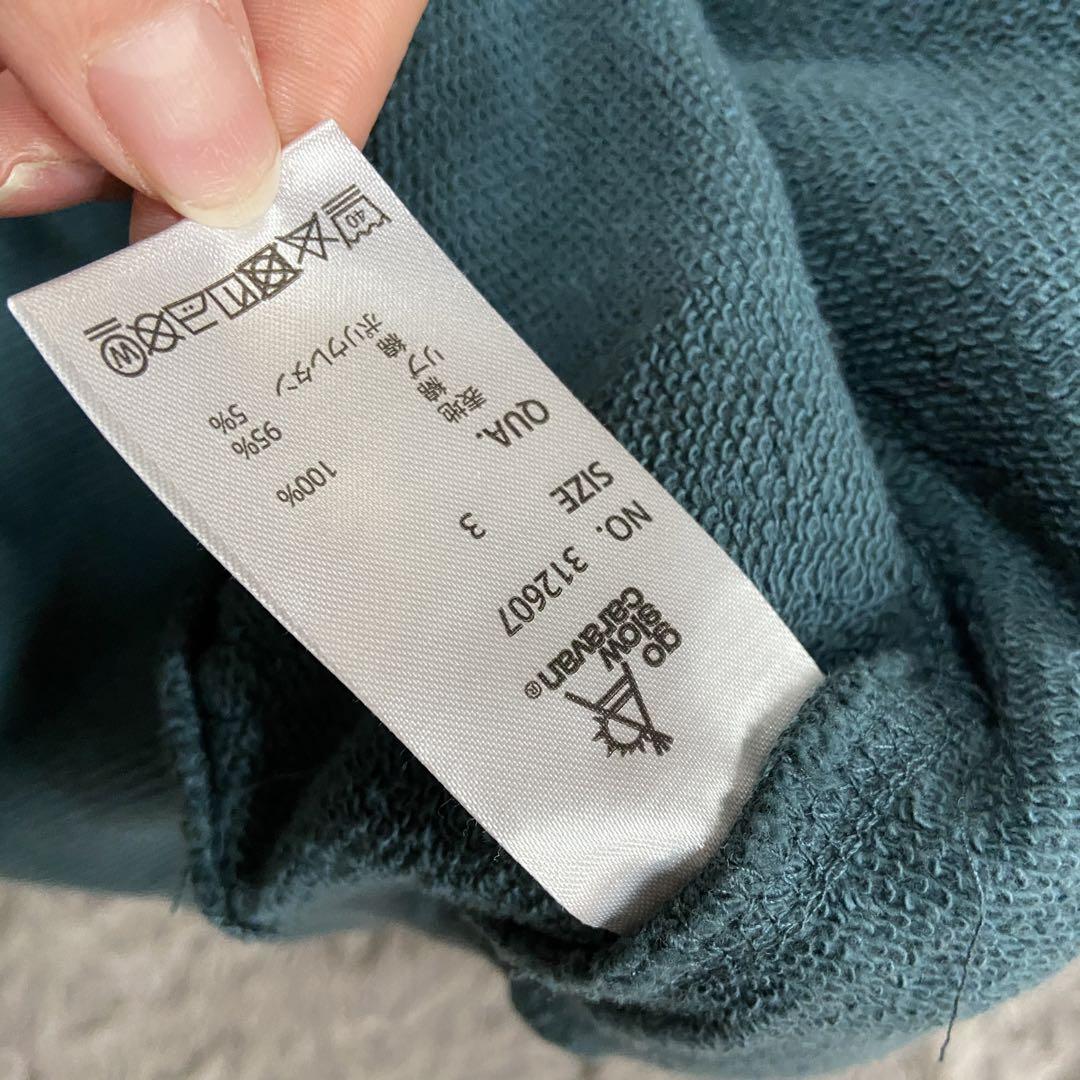 go
glow
caravan®
NO. 312607
SIZE 3
QUA.
表地
綿 100%
リブ
綿 95%
ポリウレタン 5%
40
W